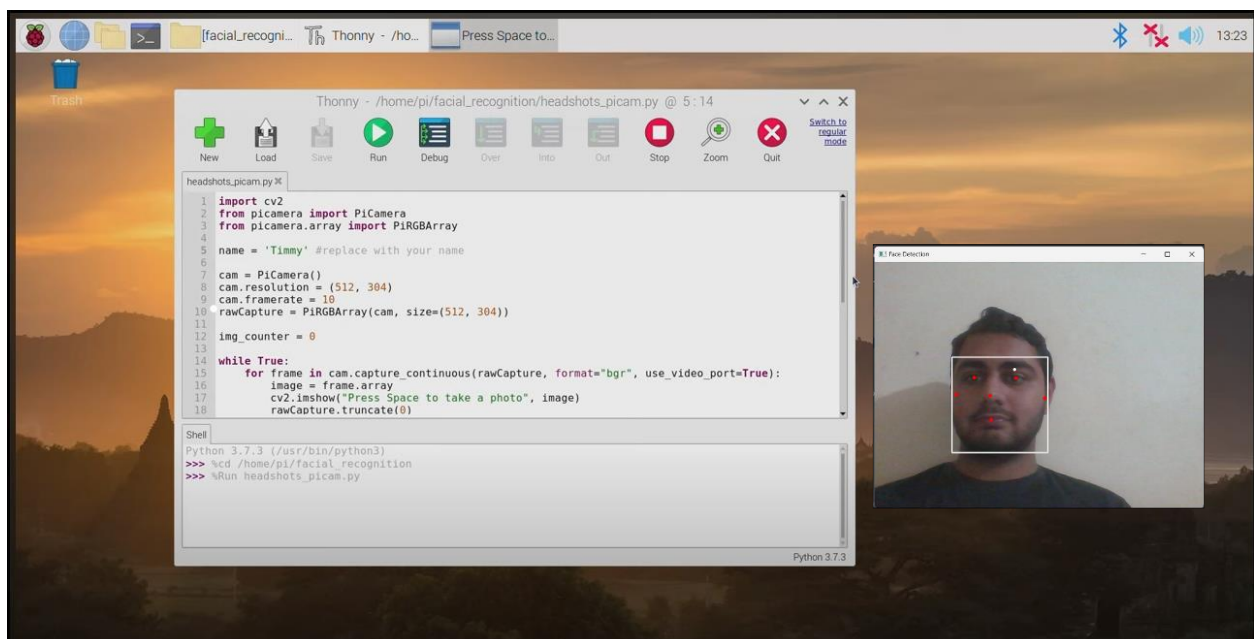 [facial_recogni...
Thonny - /ho...
Press Space to...
13:23
Trash
Thonny - /home/pi/facial_recognition/headshots_picam.py @ 5:14
New
Load
Save
Run
Debug
Over
Into
Out
Stop
Zoom
Quit
Switch to
regular
mode
headshots_picam.py
1 import cv2
2 from picamera import PiCamera
3 from picamera.array import PiRGBArray
4
5 name = 'Timmy' #replace with your name
6
7 cam = PiCamera()
8 cam.resolution = (512, 304)
9 cam.framerate = 10
10 rawCapture = PiRGBArray(cam, size=(512, 304))
11
12 img_counter = 0
13
14 while True:
15     for frame in cam.capture_continuous(rawCapture, format="bgr", use_video_port=True):
16         image = frame.array
17         cv2.imshow("Press Space to take a photo", image)
18         rawCapture.truncate(0)
Shell
Python 3.7.3 (/usr/bin/python3)
>>> %cd /home/pi/facial_recognition
>>> %Run headshots_picam.py
Python 3.7.3
Face Detection